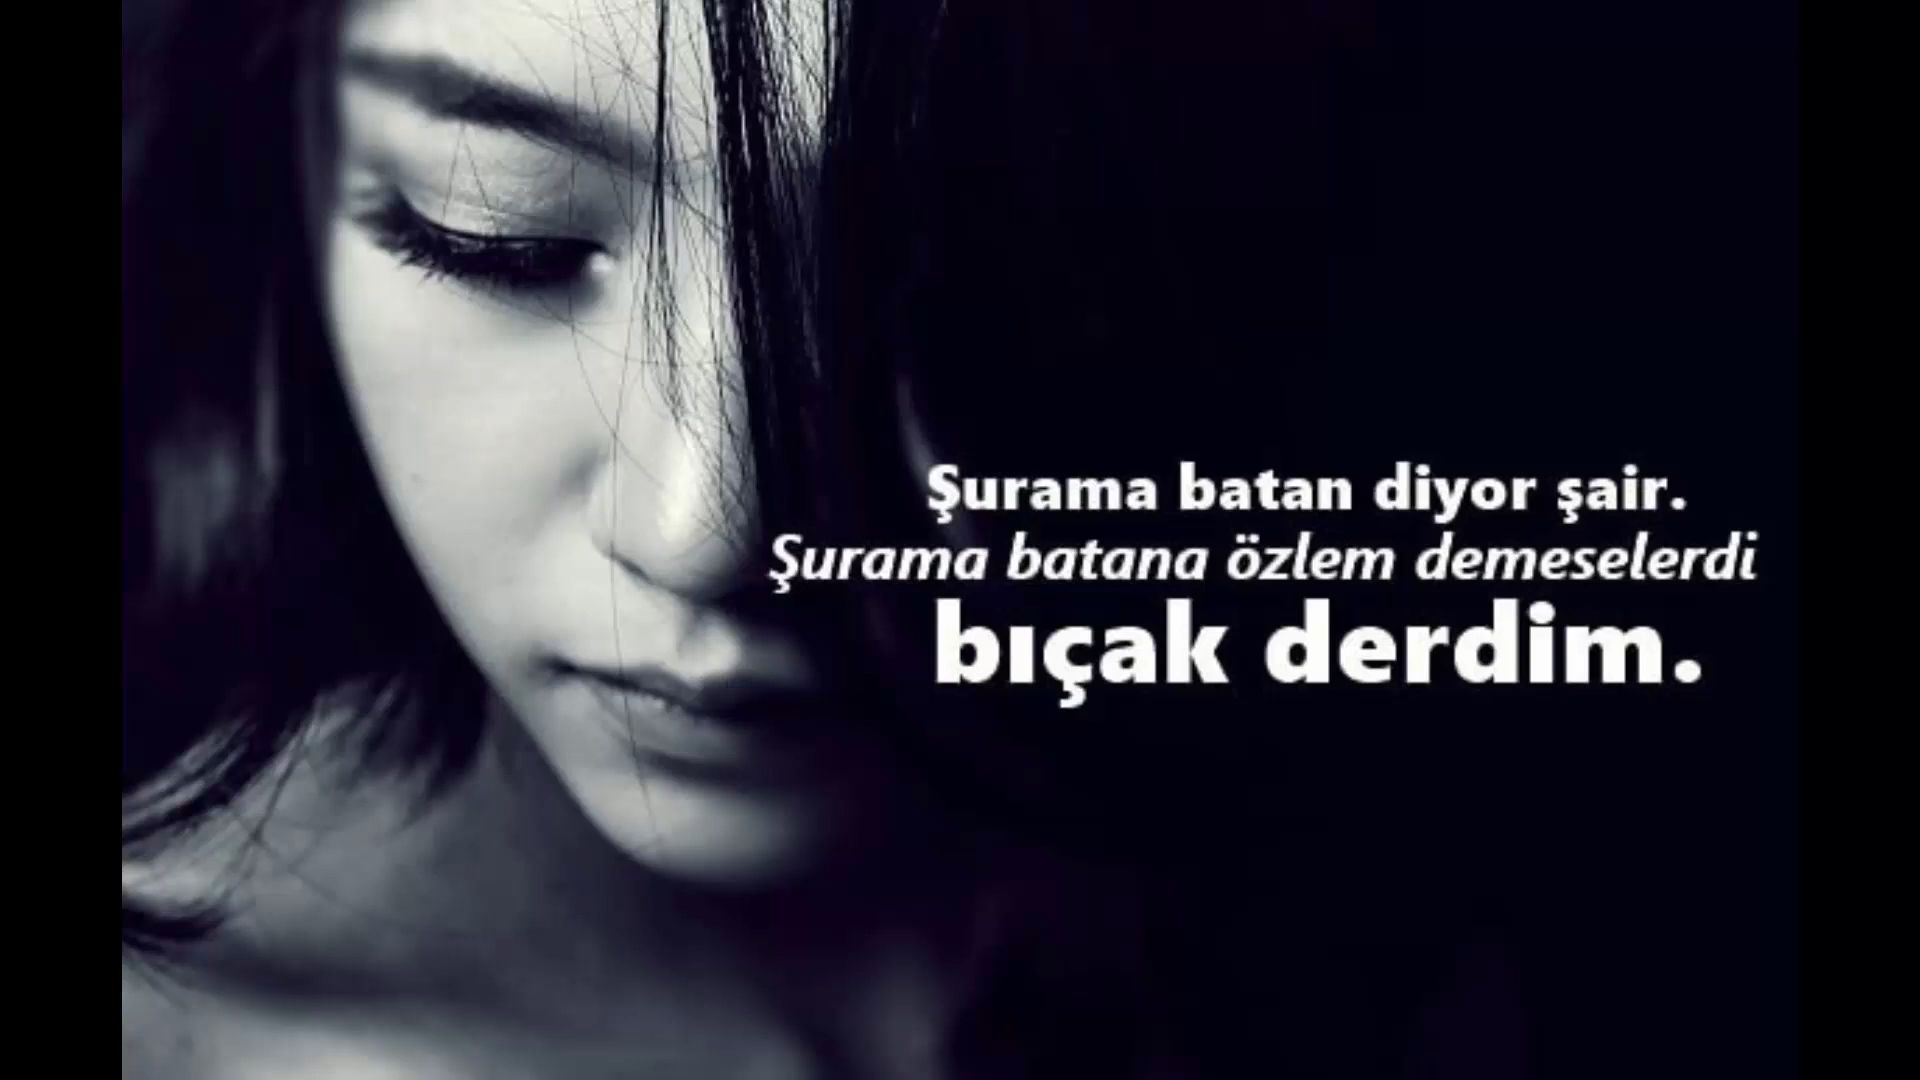 Şurama batan diyor şair.
Şurama batana özlem demeselerdi
bıçak derdim.